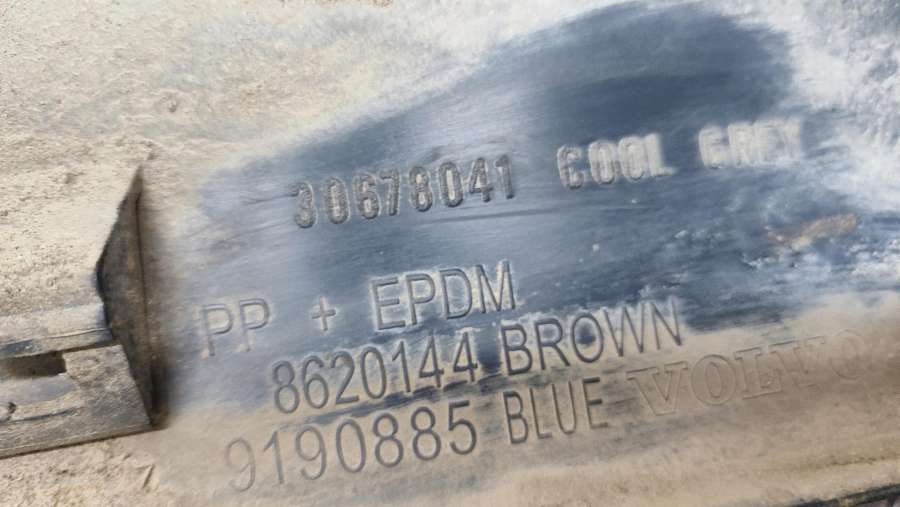 30678041 COOL GREY
PP + EPDM
8620144 BROWN
9190885 BLUE VOLVO